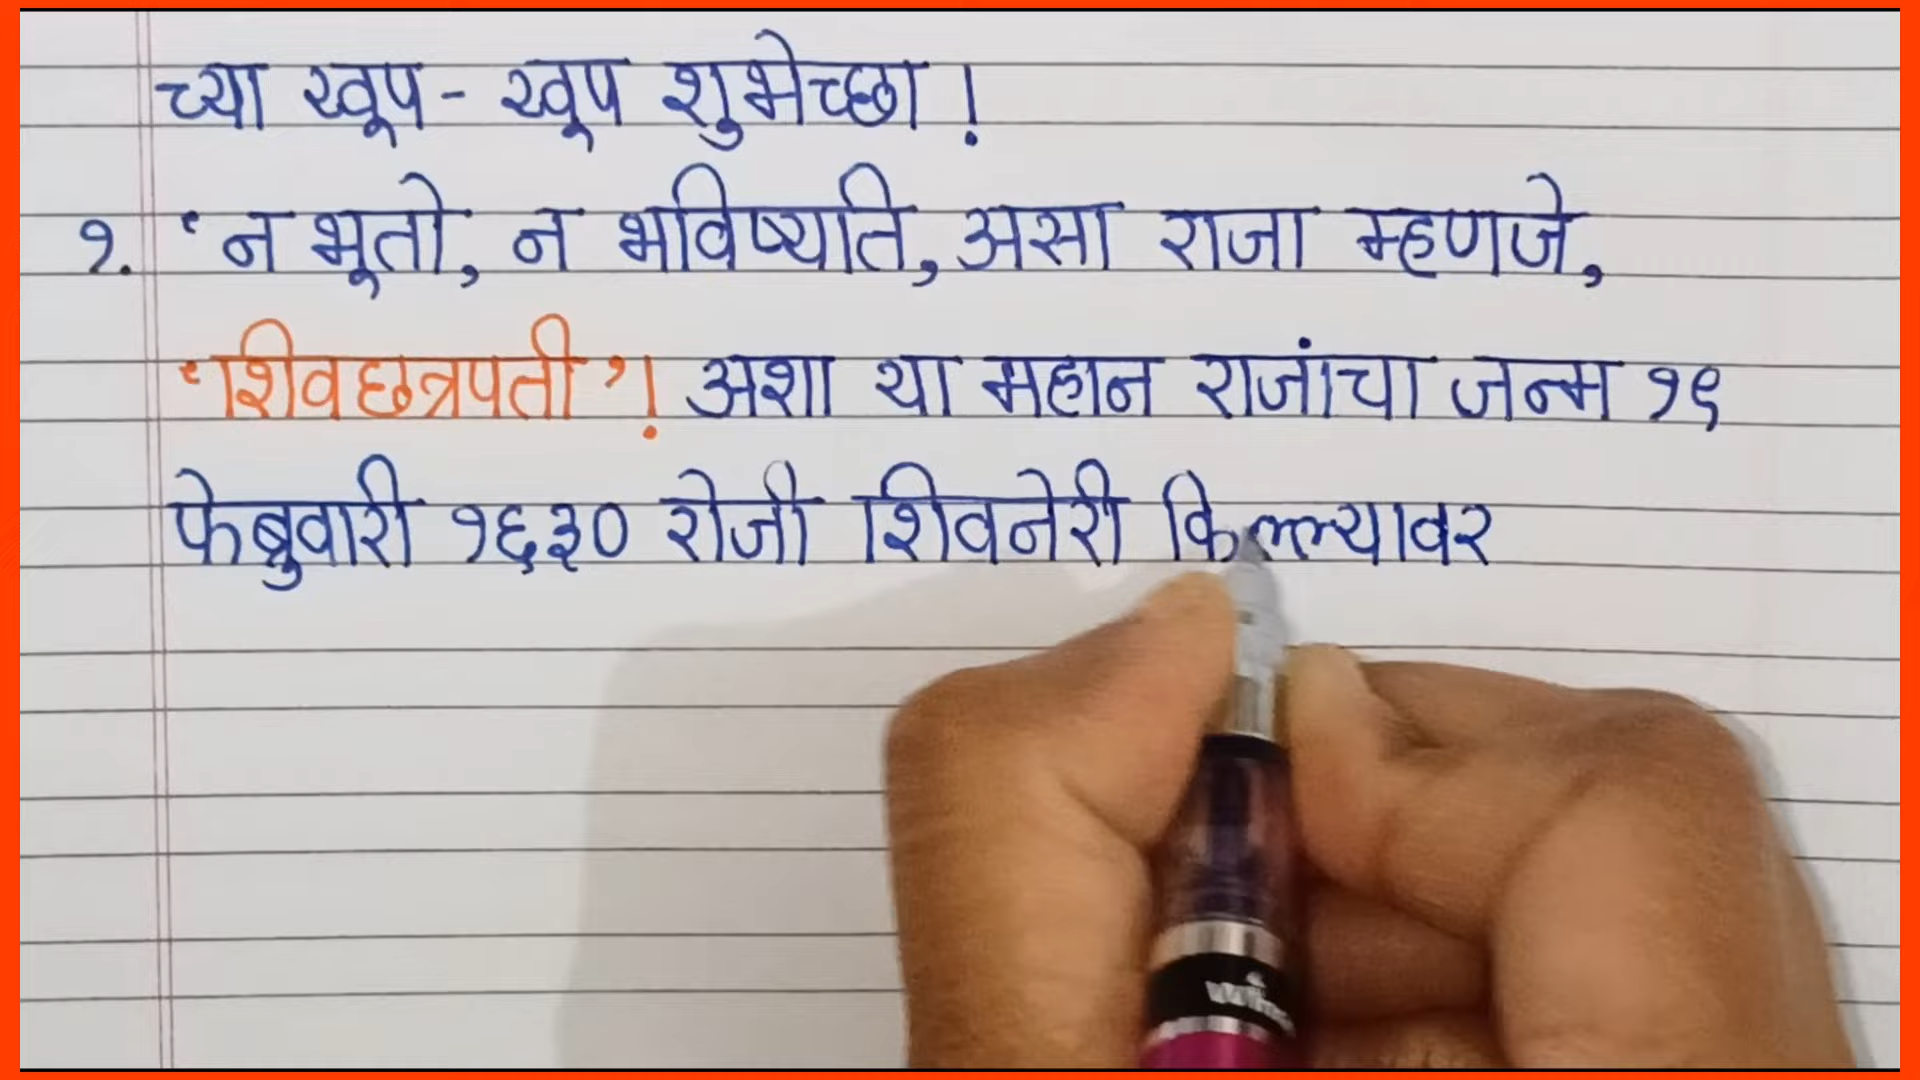 च्या खूप - खूप शुभेच्छा !
१. ‘न भूतो, न भविष्यति, असा राजा म्हणजे,
‘शिवछत्रपती’! अशा या महान राजांचा जन्म १९
फेब्रुवारी १६३० रोजी शिवनेरी किल्ल्यावर